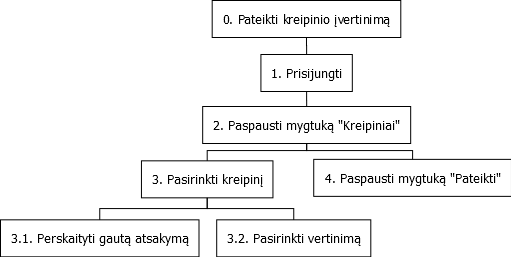 0. Pateikti kreipinio įvertinimą
1. Prisijungti
2. Paspausti mygtuką "Kreipiniai"
3. Pasirinkti kreipinį
4. Paspausti mygtuką "Pateikti"
3.1. Perskaityti gautą atsakymą
3.2. Pasirinkti vertinimą